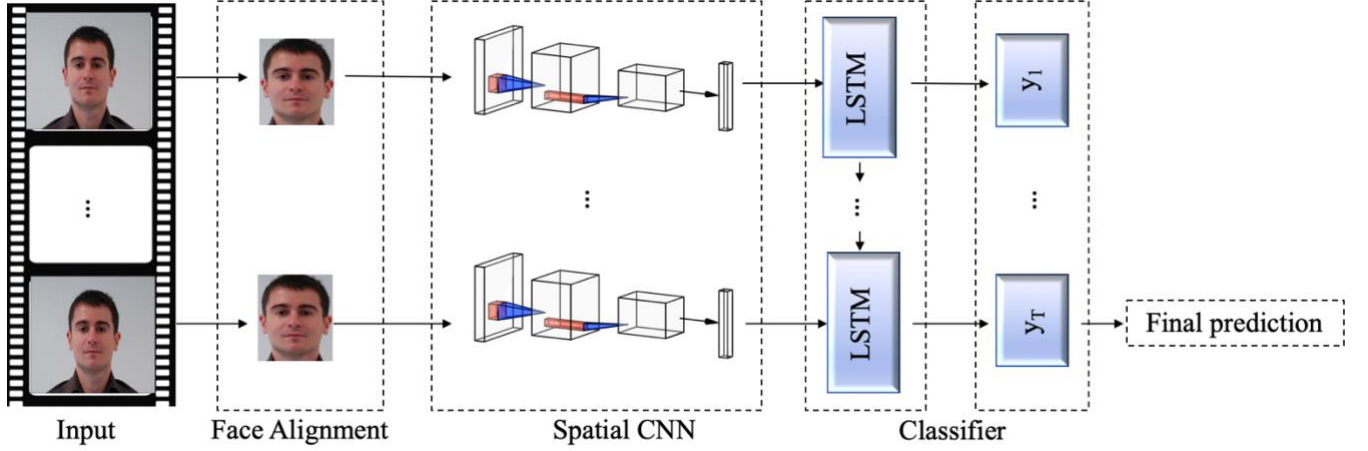 LSTM
y1
...
...
...
...
LSTM
yT
Final prediction
Input
Face Alignment
Spatial CNN
Classifier